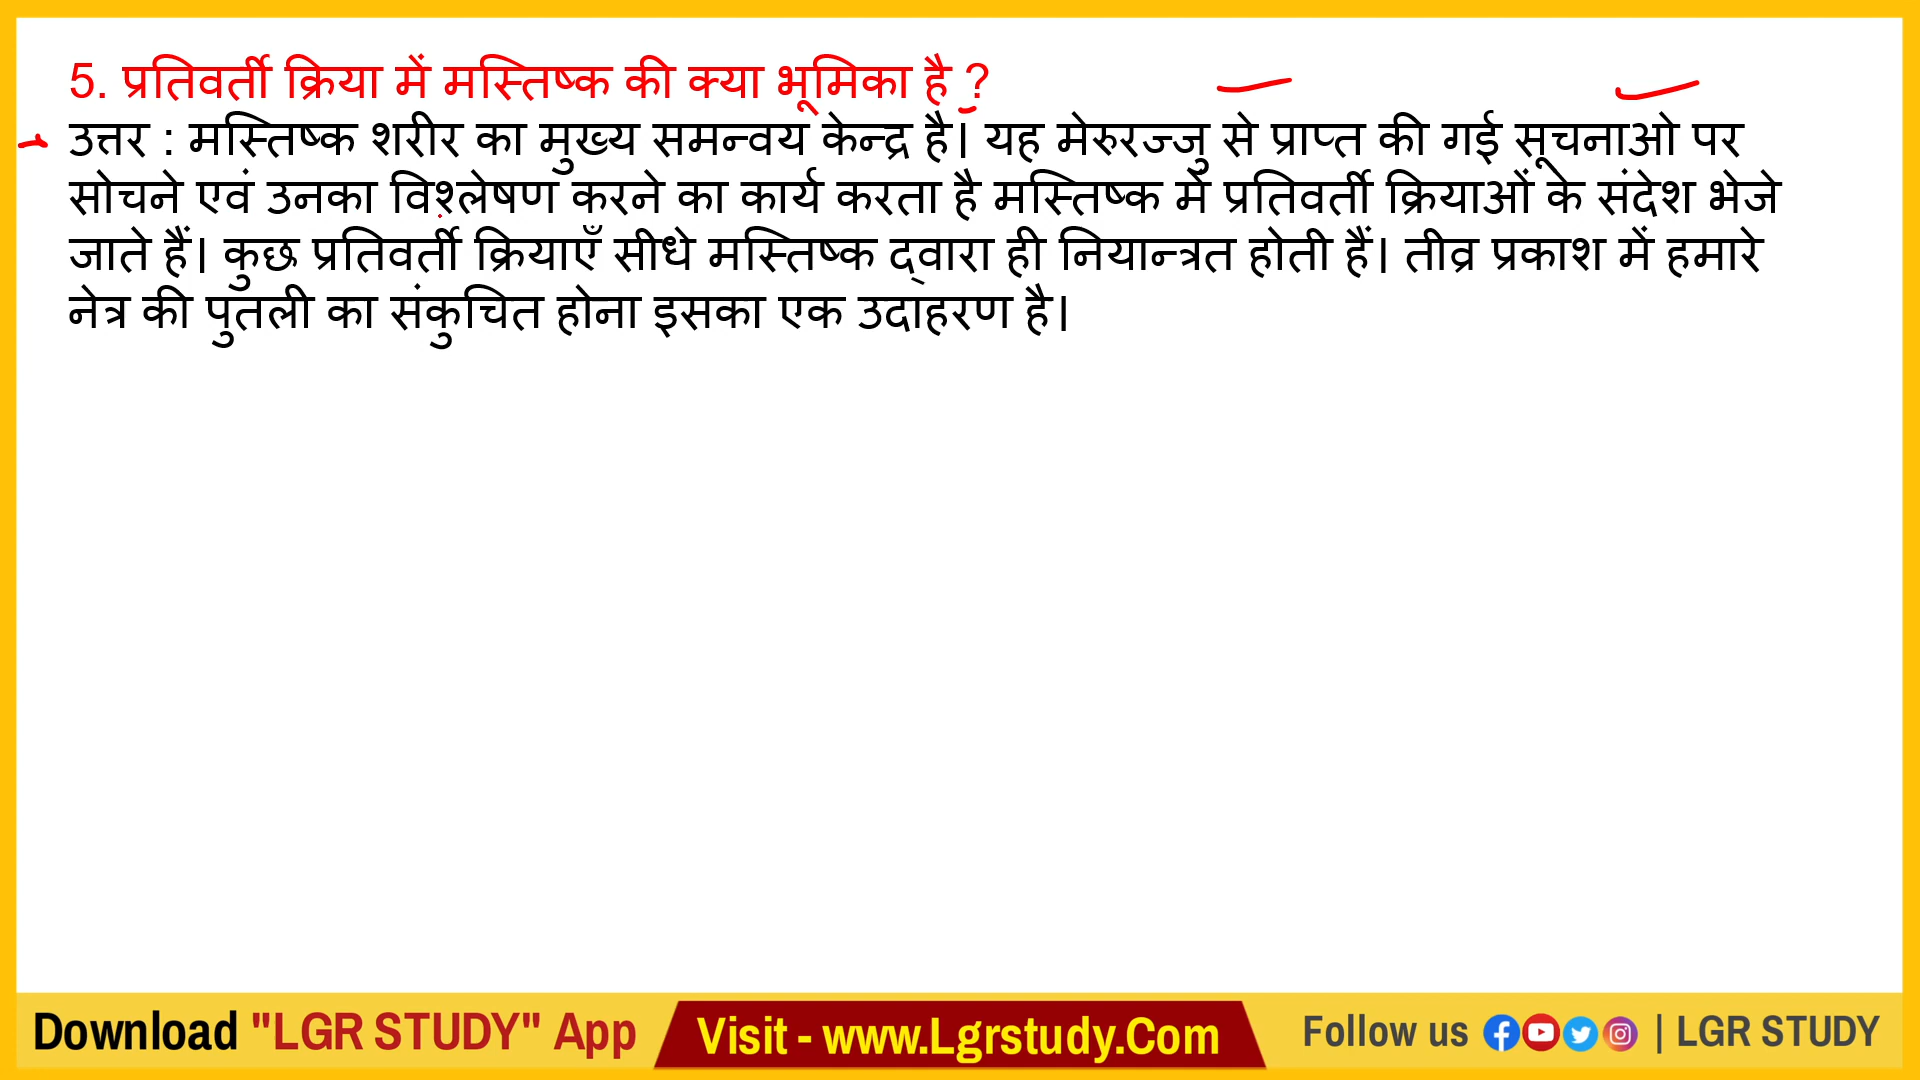 5. प्रतिवर्ती क्रिया में मस्तिष्क की क्या भूमिका है ?
उत्तर : मस्तिष्क शरीर का मुख्य समन्वय केन्द्र है। यह मेरुरज्जु से प्राप्त की गई सूचनाओ पर
सोचने एवं उनका विश्लेषण करने का कार्य करता है मस्तिष्क में प्रतिवर्ती क्रियाओं के संदेश भेजे
जाते हैं। कुछ प्रतिवर्ती क्रियाएँ सीधे मस्तिष्क द्वारा ही नियान्त्रत होती हैं। तीव्र प्रकाश में हमारे
नेत्र की पुतली का संकुचित होना इसका एक उदाहरण है।
Download "LGR STUDY" App
Visit - www.Lgrstudy.Com
Follow us | LGR STUDY